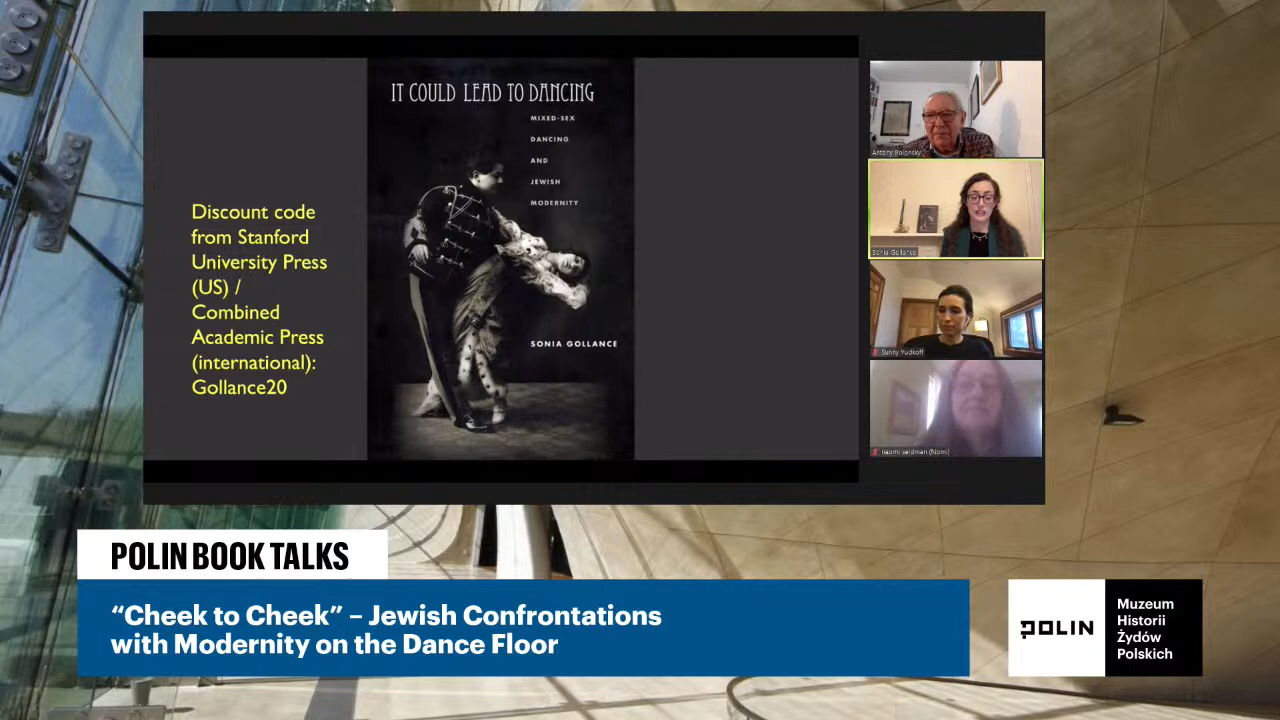 IT COULD LEAD TO DANCING
MIXED-SEX
DANCING
AND
JEWISH
MODERNITY
SONIA GOLLANCE
Discount code
from Stanford
University Press
(US) /
Combined
Academic Press
(international):
Gollance20
Antony Polonsky
Sonia Gollance
Sunny Yudkoff
naomi seidman (Nomi)
POLIN BOOK TALKS
“Cheek to Cheek” – Jewish Confrontations
with Modernity on the Dance Floor
POLIN
Muzeum
Historii
Żydów
Polskich